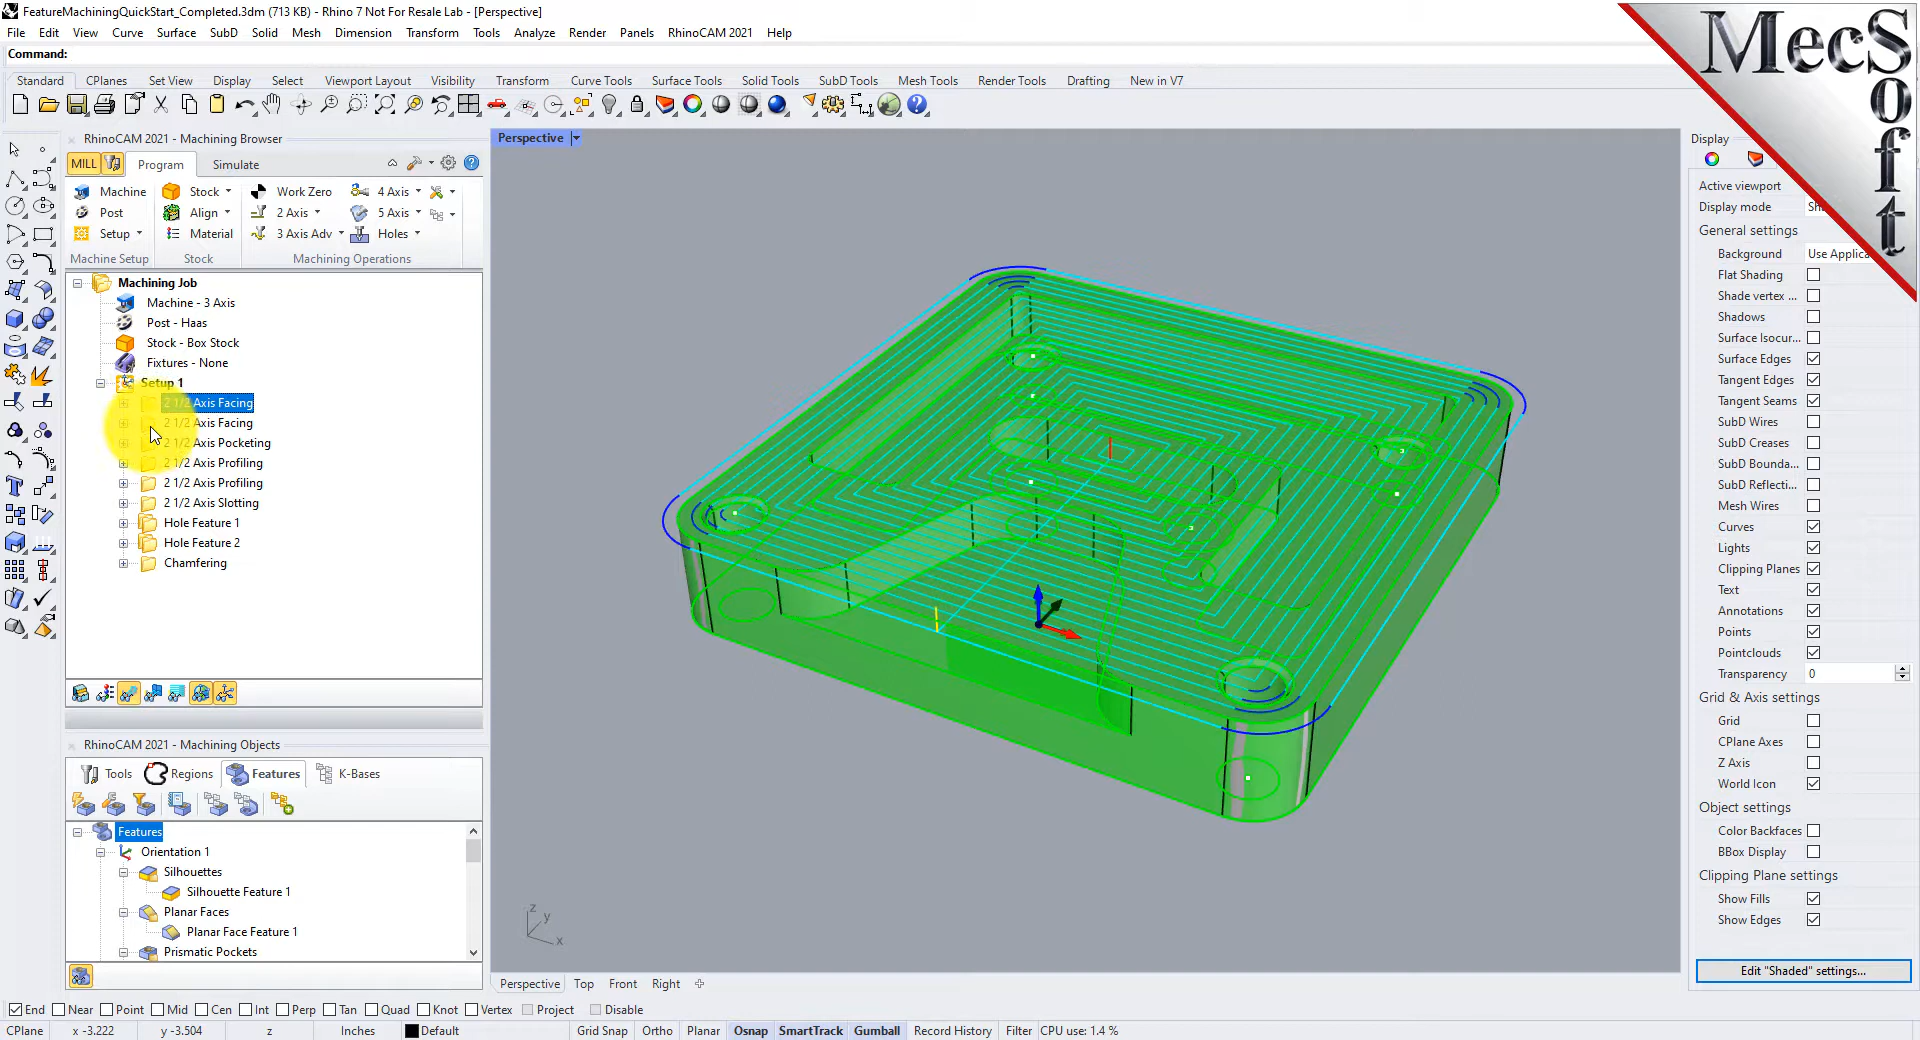 FeatureMachiningQuickStart_Completed.3dm (713 KB) - Rhino 7 Not For Resale Lab - [Perspective]
File Edit View Curve Surface SubD Solid Mesh Dimension Transform Tools Analyze Render Panels RhinoCAM 2021 Help
Command:
Standard CPlanes Set View Display Select Viewport Layout Visibility Transform Curve Tools Surface Tools Solid Tools SubD Tools Mesh Tools Render Tools Drafting New in V7
MecSoft
RhinoCAM 2021 - Machining Browser
MILL Program Simulate
Machine Stock Work Zero 4 Axis
Post Align 2 Axis 5 Axis
Setup Material 3 Axis Adv Holes
Machine Setup Stock Machining Operations
Machining Job
Machine - 3 Axis
Post - Haas
Stock - Box Stock
Fixtures - None
Setup 1
2 1/2 Axis Facing
2 1/2 Axis Facing
2 1/2 Axis Pocketing
2 1/2 Axis Profiling
2 1/2 Axis Profiling
2 1/2 Axis Slotting
Hole Feature 1
Hole Feature 2
Chamfering
RhinoCAM 2021 - Machining Objects
Tools Regions Features K-Bases
Features
Orientation 1
Silhouettes
Silhouette Feature 1
Planar Faces
Planar Face Feature 1
Prismatic Pockets
Perspective
z
y
x
Perspective Top Front Right
Display
Active viewport
Display mode Sh
General settings
Background Use Applica
Flat Shading
Shade vertex ...
Shadows
Surface Isocur...
Surface Edges
Tangent Edges
Tangent Seams
SubD Wires
SubD Creases
SubD Bounda...
SubD Reflecti...
Mesh Wires
Curves
Lights
Clipping Planes
Text
Annotations
Points
Pointclouds
Transparency 0
Grid & Axis settings
Grid
CPlane Axes
Z Axis
World Icon
Object settings
Color Backfaces
BBox Display
Clipping Plane settings
Show Fills
Show Edges
Edit "Shaded" settings...
End Near Point Mid Cen Int Perp Tan Quad Knot Vertex Project Disable
CPlane x -3.222 y -3.504 z Inches Default Grid Snap Ortho Planar Osnap SmartTrack Gumball Record History Filter CPU use: 1.4 %